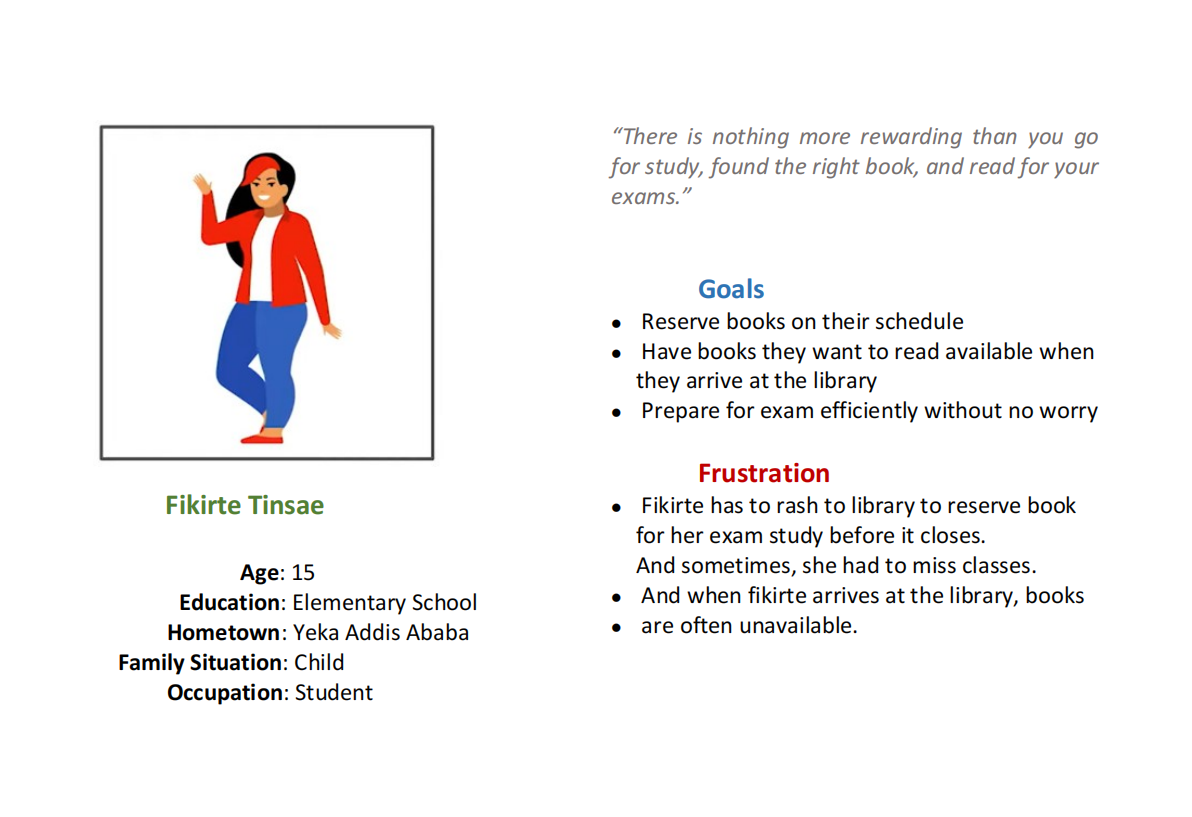 Fikirte Tinsae
Age: 15
Education: Elementary School
Hometown: Yeka Addis Ababa
Family Situation: Child
Occupation: Student
“There is nothing more rewarding than you go
for study, found the right book, and read for your
exams.”
Goals
● Reserve books on their schedule
● Have books they want to read available when
they arrive at the library
● Prepare for exam efficiently without no worry
Frustration
● Fikirte has to rash to library to reserve book
for her exam study before it closes.
And sometimes, she had to miss classes.
● And when fikirte arrives at the library, books
● are often unavailable.